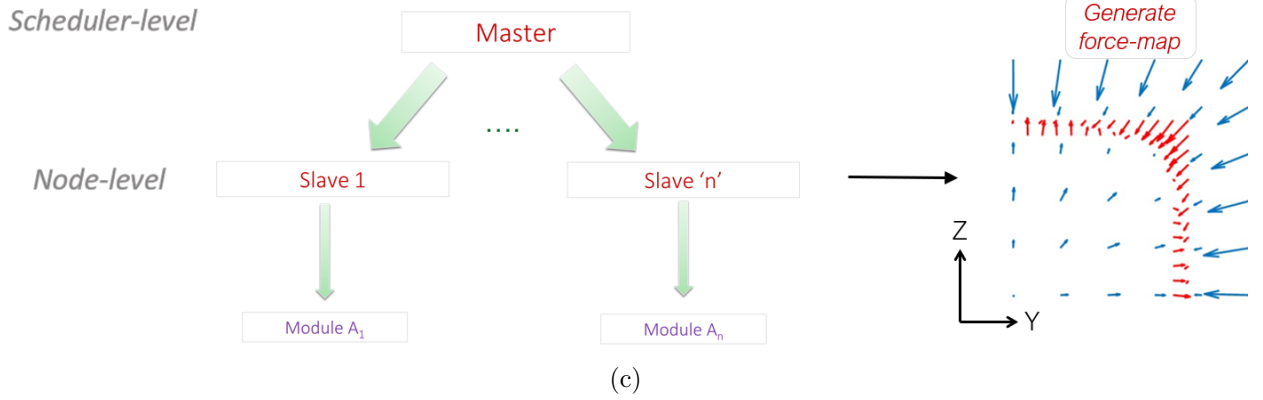 Scheduler-level
Master
Generate
force-map
....
Node-level
Slave 1
Slave ‘n’
Z
Y
Module A₁
Module Aₙ
(c)